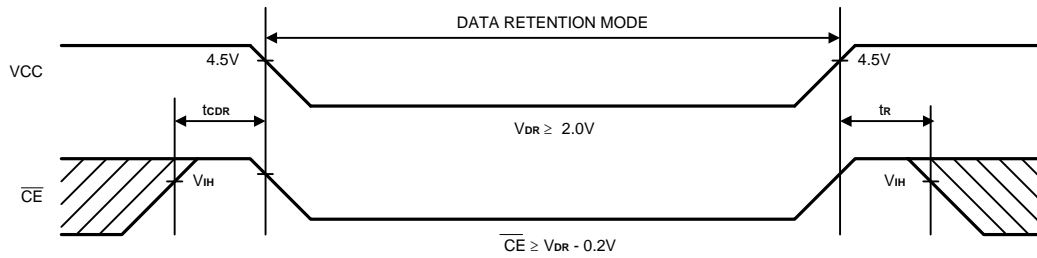 DATA RETENTION MODE
VCC
4.5V
4.5V
tCDR
tR
VDR ≥ 2.0V
CE
VIH
VIH
CE ≥ VDR - 0.2V